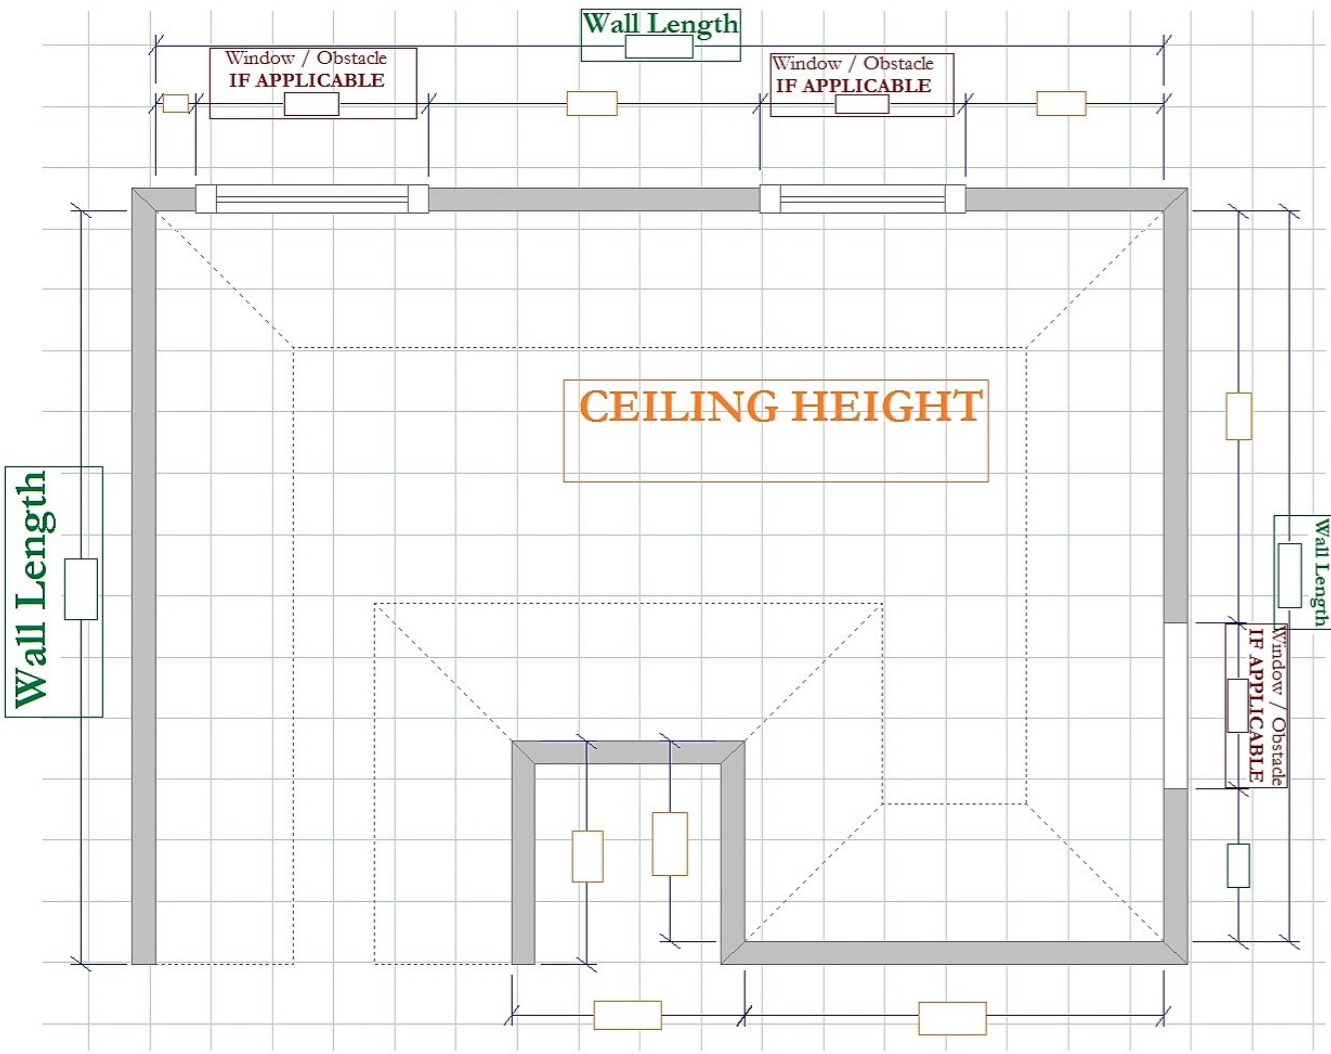 Wall Length
Window / Obstacle
IF APPLICABLE
Window / Obstacle
IF APPLICABLE
CEILING HEIGHT
Wall Length
Wall Length
Window / Obstacle
IF APPLICABLE